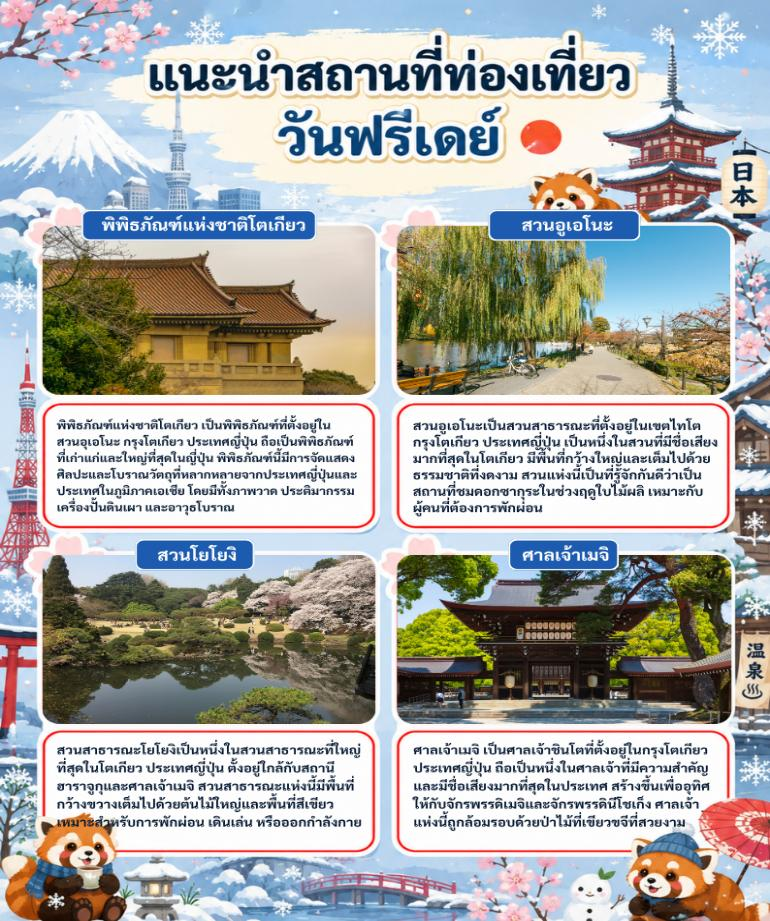 แนะนำสถานที่ท่องเที่ยว
วันฟรีเดย์
日本
พิพิธภัณฑ์แห่งชาติโตเกียว
สวนอูเอโนะ
พิพิธภัณฑ์แห่งชาติโตเกียว เป็นพิพิธภัณฑ์ที่ตั้งอยู่ใน
สวนอุเอโนะ กรุงโตเกียว ประเทศญี่ปุ่น ถือเป็นพิพิธภัณฑ์
ที่เก่าแก่และใหญ่ที่สุดในญี่ปุ่น พิพิธภัณฑ์นี้มีการจัดแสดง
ศิลปะและโบราณวัตถุที่หลากหลายจากประเทศญี่ปุ่นและ
ประเทศในภูมิภาคเอเชีย โดยมีทั้งภาพวาด ประติมากรรม
เครื่องปั้นดินเผา และอาวุธโบราณ
สวนอูเอโนะเป็นสวนสาธารณะที่ตั้งอยู่ในเขตไทโต
กรุงโตเกียว ประเทศญี่ปุ่น เป็นหนึ่งในสวนที่มีชื่อเสียง
มากที่สุดในโตเกียว มีพื้นที่กว้างใหญ่และเต็มไปด้วย
ธรรมชาติที่งดงาม สวนแห่งนี้เป็นที่รู้จักกันดีว่าเป็น
สถานที่ชมดอกซากุระในช่วงฤดูใบไม้ผลิ เหมาะกับ
ผู้คนที่ต้องการพักผ่อน
สวนโยโยงิ
ศาลเจ้าเมจิ
温泉
สวนสาธารณะโยโยงิเป็นหนึ่งในสวนสาธารณะที่ใหญ่
ที่สุดในโตเกียว ประเทศญี่ปุ่น ตั้งอยู่ใกล้กับสถานี
ฮาราจุกุและศาลเจ้าเมจิ สวนสาธารณะแห่งนี้มีพื้นที่
กว้างขวางเต็มไปด้วยต้นไม้ใหญ่และพื้นที่สีเขียว
เหมาะสำหรับการพักผ่อน เดินเล่น หรือออกกำลังกาย
ศาลเจ้าเมจิ เป็นศาลเจ้าชินโตที่ตั้งอยู่ในกรุงโตเกียว
ประเทศญี่ปุ่น ถือเป็นหนึ่งในศาลเจ้าที่มีความสำคัญ
และมีชื่อเสียงมากที่สุดในประเทศ สร้างขึ้นเพื่ออุทิศ
ให้กับจักรพรรดิเมจิและจักรพรรดินีโชเก็ง ศาลเจ้า
แห่งนี้ถูกล้อมรอบด้วยป่าไม้ที่เขียวขจีที่สวยงาม